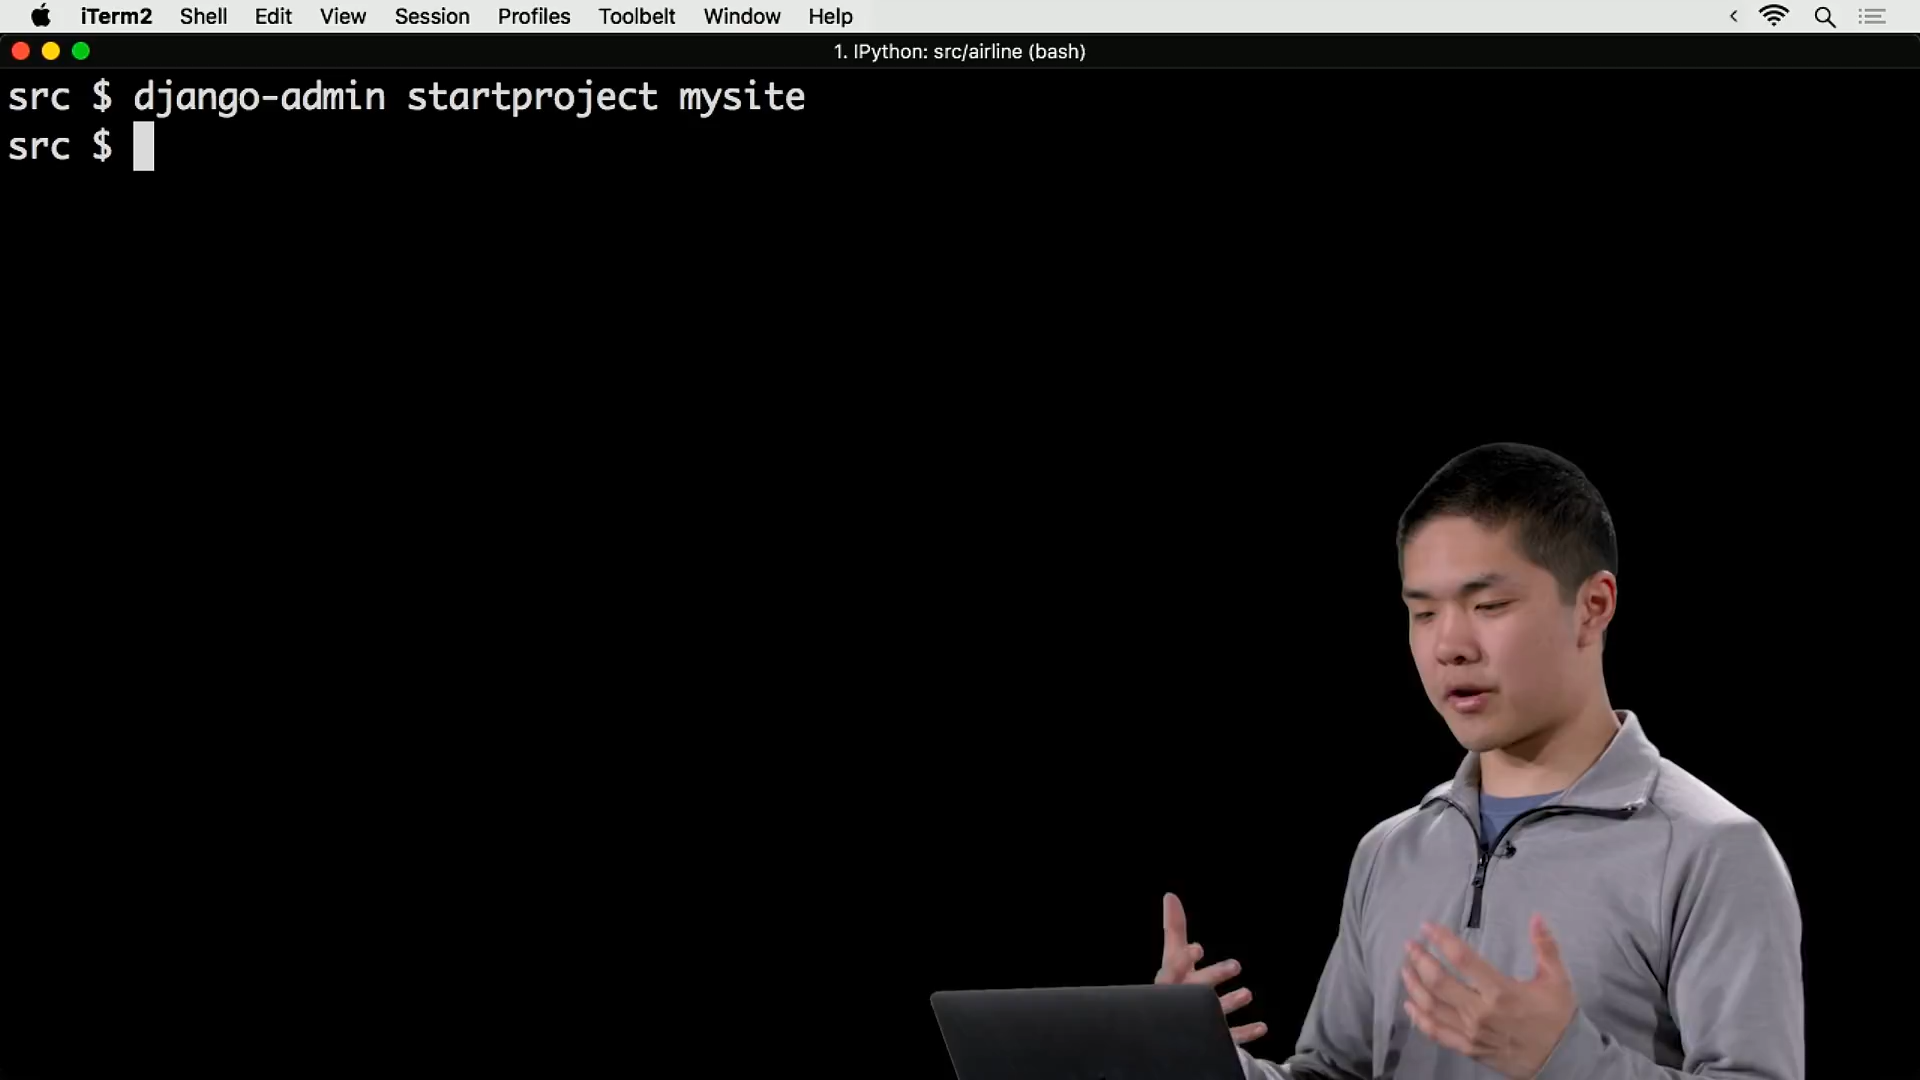 iTerm2 Shell Edit View Session Profiles Toolbelt Window Help
1. IPython: src/airline (bash)
src $ django-admin startproject mysite
src $